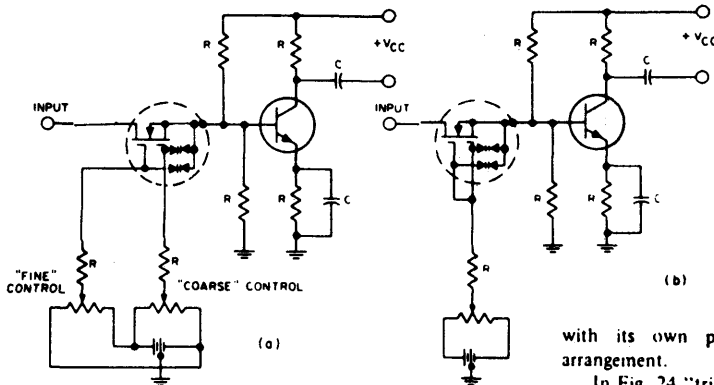 R
R
+ VCC
C
INPUT
R
R
C
R
R
"FINE"
CONTROL
"COARSE" CONTROL
(a)
R
R
+ VCC
C
INPUT
R
R
C
R
(b)
with its own p
arrangement.
In Fig. 24 "tri